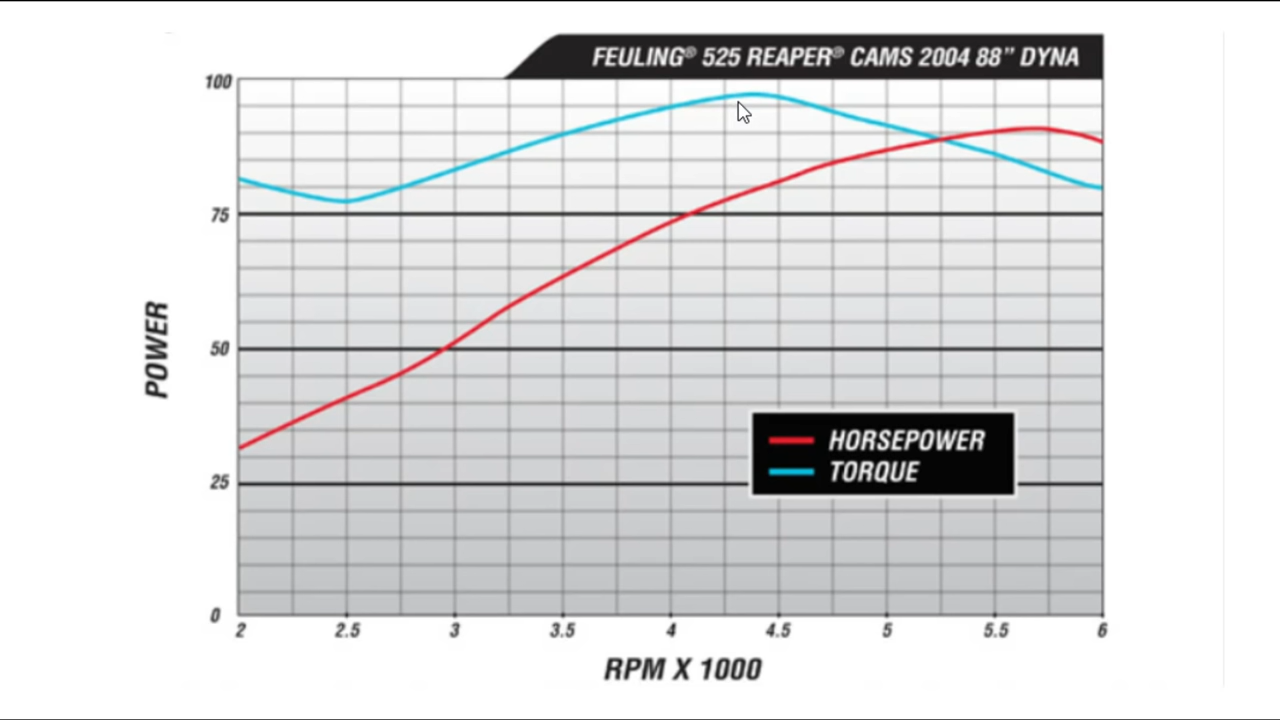 FEULING® 525 REAPER® CAMS 2004 88” DYNA
100
75
50
25
0
POWER
HORSEPOWER
TORQUE
2 2.5 3 3.5 4 4.5 5 5.5 6
RPM X 1000